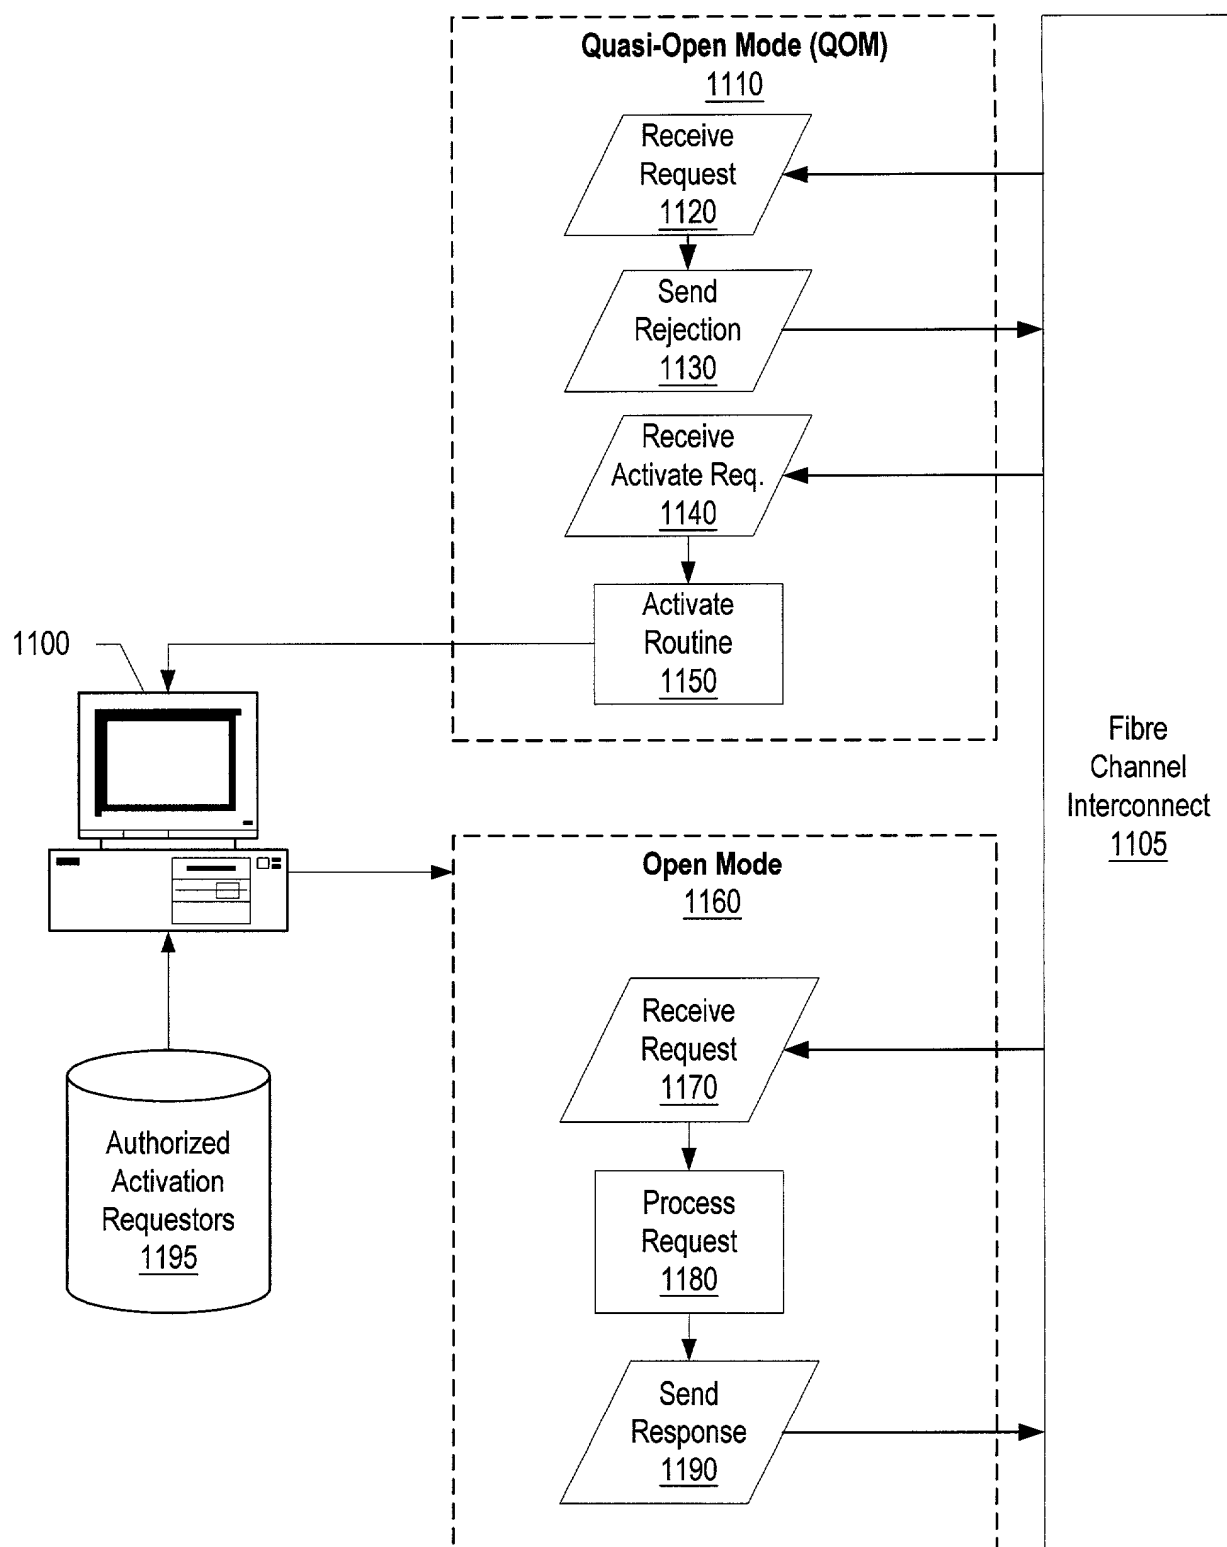 Quasi-Open Mode (QOM)
1110
Receive
Request
1120
Send
Rejection
1130
Receive
Activate Req.
1140
Activate
Routine
1150
1100
Fibre
Channel
Interconnect
1105
Open Mode
1160
Receive
Request
1170
Process
Request
1180
Send
Response
1190
Authorized
Activation
Requestors
1195